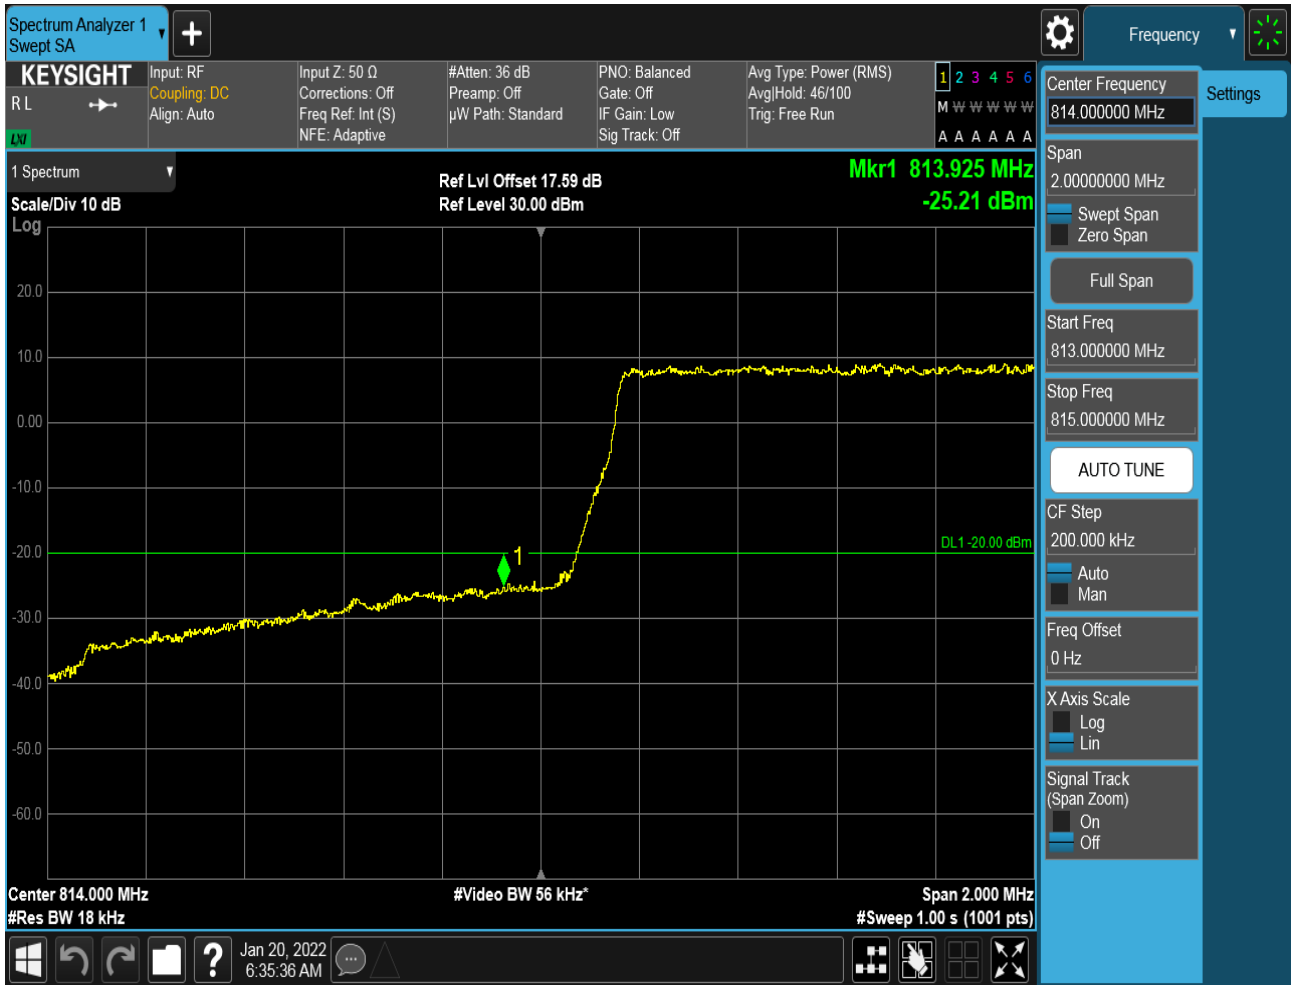 Spectrum Analyzer 1
Swept SA
Frequency
KEYSIGHT
R L
LXI
Input: RF
Coupling: DC
Align: Auto
Input Z: 50 Ω
Corrections: Off
Freq Ref: Int (S)
NFE: Adaptive
#Atten: 36 dB
Preamp: Off
µW Path: Standard
PNO: Balanced
Gate: Off
IF Gain: Low
Sig Track: Off
Avg Type: Power (RMS)
Avg|Hold: 46/100
Trig: Free Run
1 2 3 4 5 6
M W W W W W
A A A A A A
1 Spectrum
Scale/Div 10 dB
Log
Ref Lvl Offset 17.59 dB
Ref Level 30.00 dBm
Mkr1 813.925 MHz
-25.21 dBm
20.0
10.0
0.00
-10.0
-20.0
-30.0
-40.0
-50.0
-60.0
1
DL1 -20.00 dBm
Center 814.000 MHz
#Res BW 18 kHz
#Video BW 56 kHz*
Span 2.000 MHz
#Sweep 1.00 s (1001 pts)
Jan 20, 2022
6:35:36 AM
Center Frequency
814.000000 MHz
Settings
Span
2.00000000 MHz
Swept Span
Zero Span
Full Span
Start Freq
813.000000 MHz
Stop Freq
815.000000 MHz
AUTO TUNE
CF Step
200.000 kHz
Auto
Man
Freq Offset
0 Hz
X Axis Scale
Log
Lin
Signal Track
(Span Zoom)
On
Off